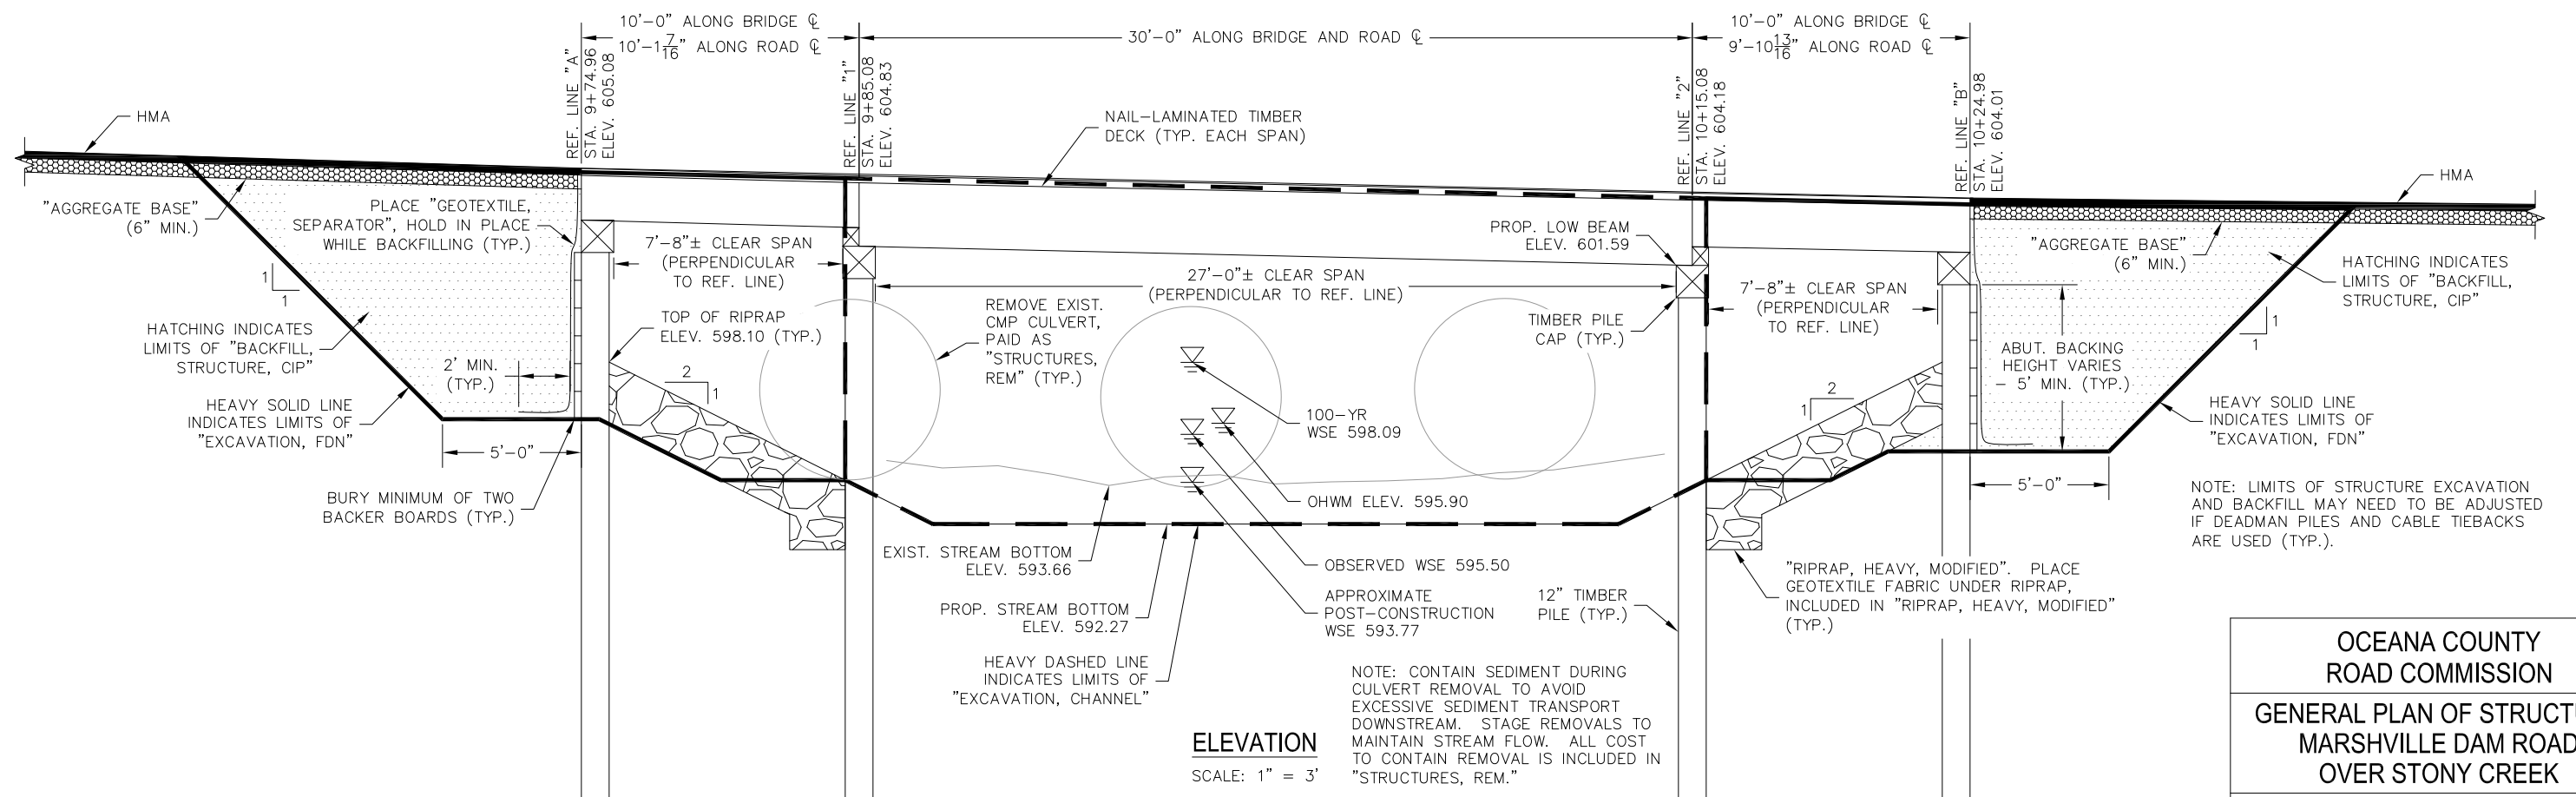 10'-0" ALONG BRIDGE ℄
10'-1 7/16" ALONG ROAD ℄
30'-0" ALONG BRIDGE AND ROAD ℄
10'-0" ALONG BRIDGE ℄
9'-10 13/16" ALONG ROAD ℄
REF. LINE "A"
STA. 9+74.96
ELEV. 605.08
REF. LINE "1"
STA. 9+85.08
ELEV. 604.83
REF. LINE "2"
STA. 10+15.08
ELEV. 604.18
REF. LINE "B"
STA. 10+24.98
ELEV. 604.01
HMA
NAIL-LAMINATED TIMBER
DECK (TYP. EACH SPAN)
HMA
"AGGREGATE BASE"
(6" MIN.)
PLACE "GEOTEXTILE,
SEPARATOR", HOLD IN PLACE
WHILE BACKFILLING (TYP.)
7'-8"± CLEAR SPAN
(PERPENDICULAR
TO REF. LINE)
PROP. LOW BEAM
ELEV. 601.59
27'-0"± CLEAR SPAN
(PERPENDICULAR TO REF. LINE)
7'-8"± CLEAR SPAN
(PERPENDICULAR
TO REF. LINE)
"AGGREGATE BASE"
(6" MIN.)
HATCHING INDICATES
LIMITS OF "BACKFILL,
STRUCTURE, CIP"
1
1
HATCHING INDICATES
LIMITS OF "BACKFILL,
STRUCTURE, CIP"
TOP OF RIPRAP
ELEV. 598.10 (TYP.)
REMOVE EXIST.
CMP CULVERT,
PAID AS
"STRUCTURES,
REM" (TYP.)
TIMBER PILE
CAP (TYP.)
1
1
ABUT. BACKING
HEIGHT VARIES
- 5' MIN. (TYP.)
2' MIN.
(TYP.)
2
1
2
1
HEAVY SOLID LINE
INDICATES LIMITS OF
"EXCAVATION, FDN"
100-YR
WSE 598.09
HEAVY SOLID LINE
INDICATES LIMITS OF
"EXCAVATION, FDN"
5'-0"
5'-0"
BURY MINIMUM OF TWO
BACKER BOARDS (TYP.)
OHWM ELEV. 595.90
NOTE: LIMITS OF STRUCTURE EXCAVATION
AND BACKFILL MAY NEED TO BE ADJUSTED
IF DEADMAN PILES AND CABLE TIEBACKS
ARE USED (TYP.).
EXIST. STREAM BOTTOM
ELEV. 593.66
OBSERVED WSE 595.50
PROP. STREAM BOTTOM
ELEV. 592.27
APPROXIMATE
POST-CONSTRUCTION
WSE 593.77
12" TIMBER
PILE (TYP.)
"RIPRAP, HEAVY, MODIFIED". PLACE
GEOTEXTILE FABRIC UNDER RIPRAP,
INCLUDED IN "RIPRAP, HEAVY, MODIFIED"
(TYP.)
HEAVY DASHED LINE
INDICATES LIMITS OF
"EXCAVATION, CHANNEL"
NOTE: CONTAIN SEDIMENT DURING
CULVERT REMOVAL TO AVOID
EXCESSIVE SEDIMENT TRANSPORT
DOWNSTREAM. STAGE REMOVALS TO
MAINTAIN STREAM FLOW. ALL COST
TO CONTAIN REMOVAL IS INCLUDED IN
"STRUCTURES, REM."
ELEVATION
SCALE: 1" = 3'
OCEANA COUNTY
ROAD COMMISSION
GENERAL PLAN OF STRUCTU
MARSHVILLE DAM ROAD
OVER STONY CREEK